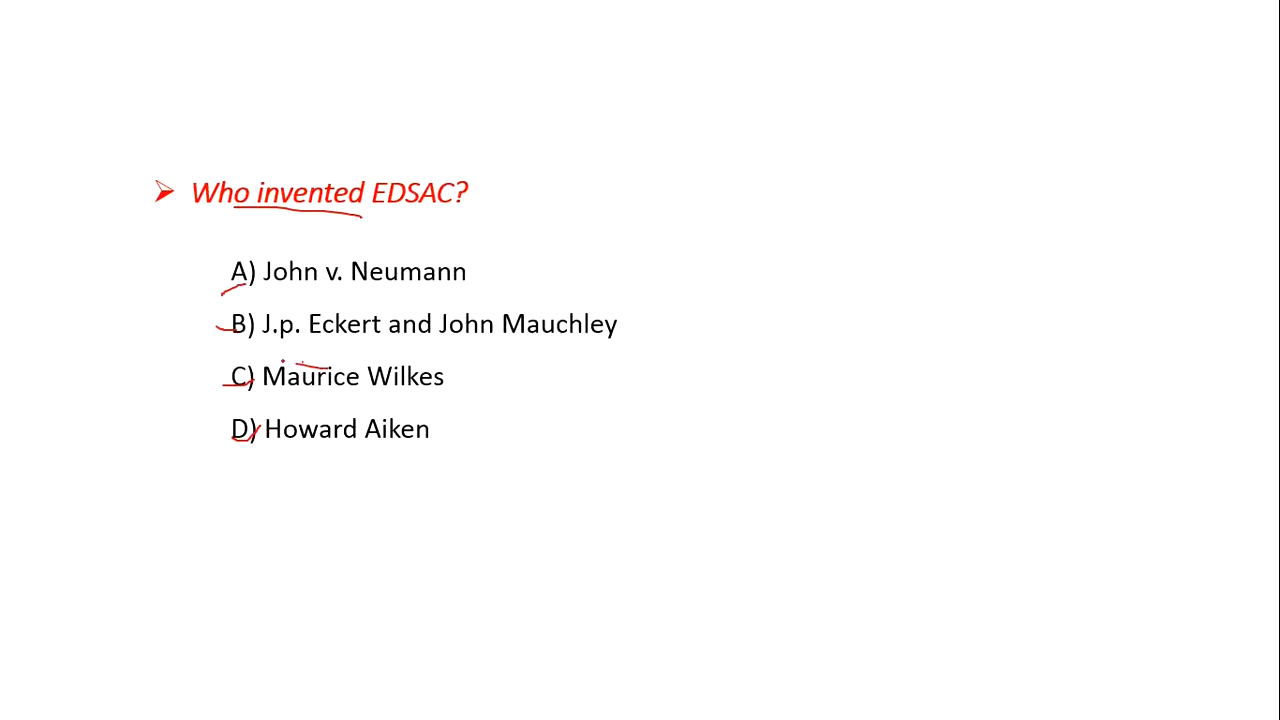 Who invented EDSAC?
A) John v. Neumann
B) J.p. Eckert and John Mauchley
C) Maurice Wilkes
D) Howard Aiken